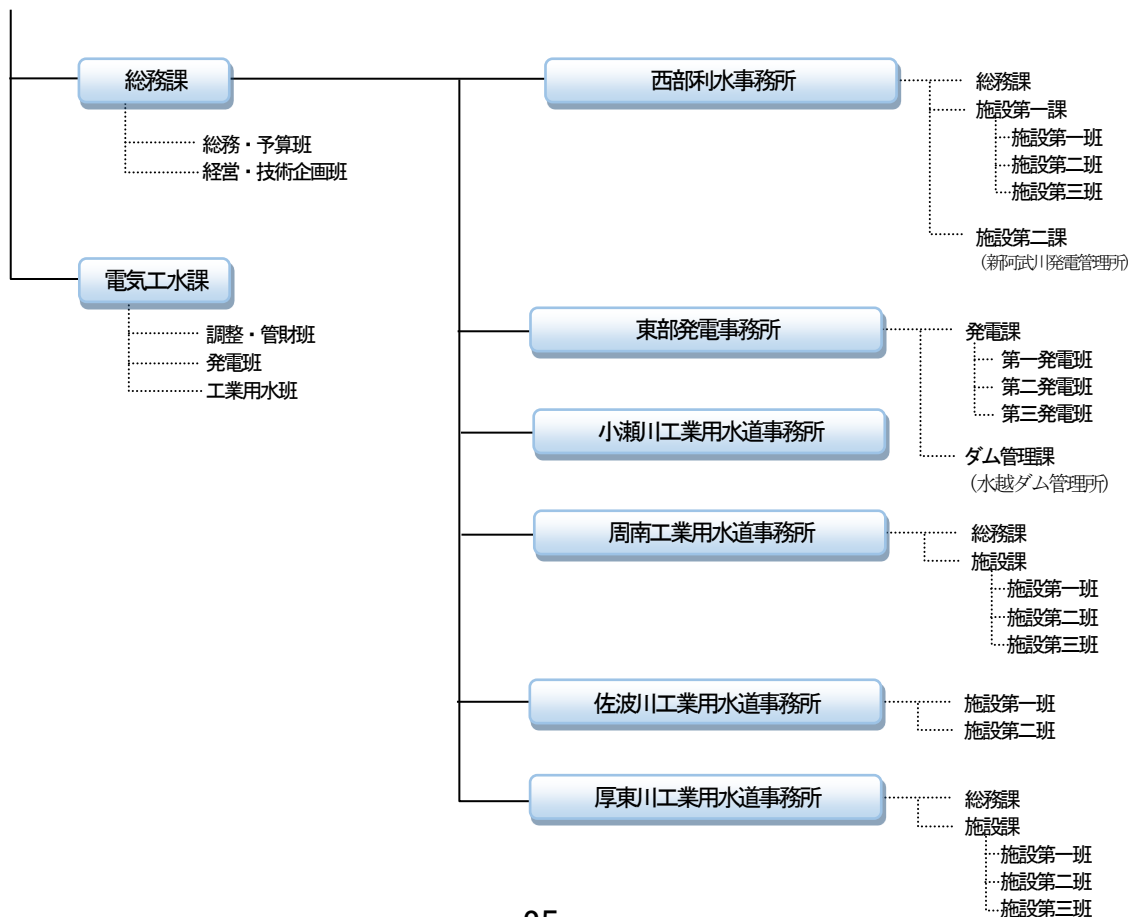 総務課
総務・予算班
経営・技術企画班
電気工水課
調整・管財班
発電班
工業用水班
西部利水事務所
総務課
施設第一課
施設第一班
施設第二班
施設第三班
施設第二課
(新阿武川発電管理所)
東部発電事務所
発電課
第一発電班
第二発電班
第三発電班
ダム管理課
(水越ダム管理所)
小瀬川工業用水道事務所
周南工業用水道事務所
総務課
施設課
施設第一班
施設第二班
施設第三班
佐波川工業用水道事務所
施設第一班
施設第二班
厚東川工業用水道事務所
総務課
施設課
施設第一班
施設第二班
施設第三班